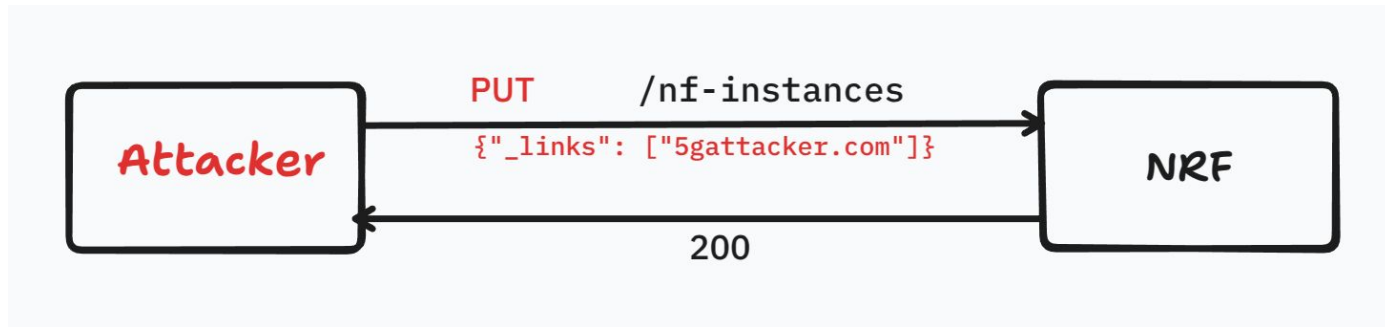 PUT /nf-instances
{"_links": ["5gattacker.com"]}
Attacker
NRF
200